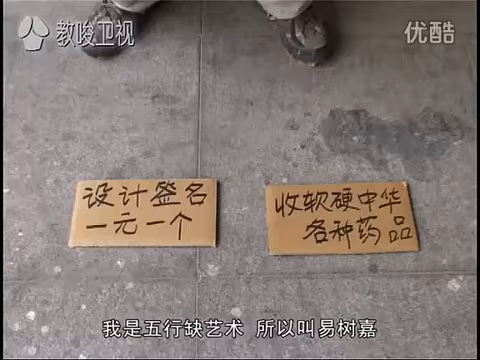 教唆卫视
优酷
设计签名
一元一个
收软硬中华
各种药品
我是五行缺艺术 所以叫易树嘉